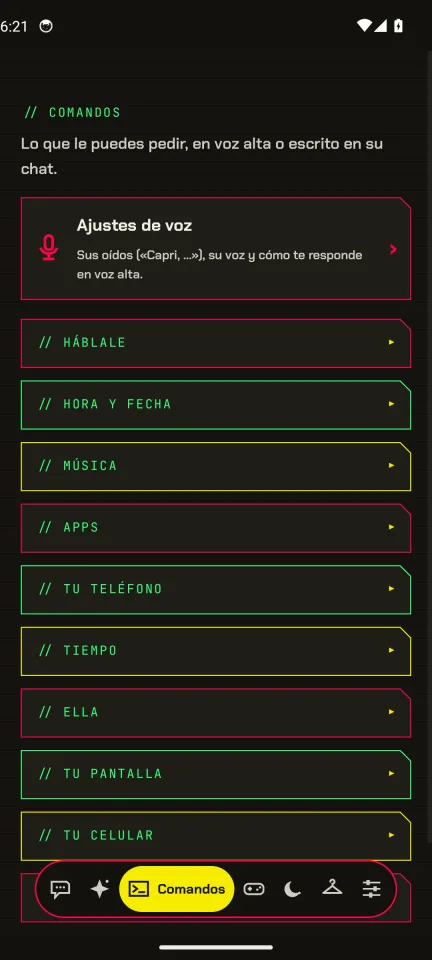 6:21
// COMANDOS
Lo que le puedes pedir, en voz alta o escrito en su
chat.
Ajustes de voz
Sus oídos («Capri, …»), su voz y cómo te responde
en voz alta.
// HÁBLALE
// HORA Y FECHA
// MÚSICA
// APPS
// TU TELÉFONO
// TIEMPO
// ELLA
// TU PANTALLA
// TU CELULAR
Comandos